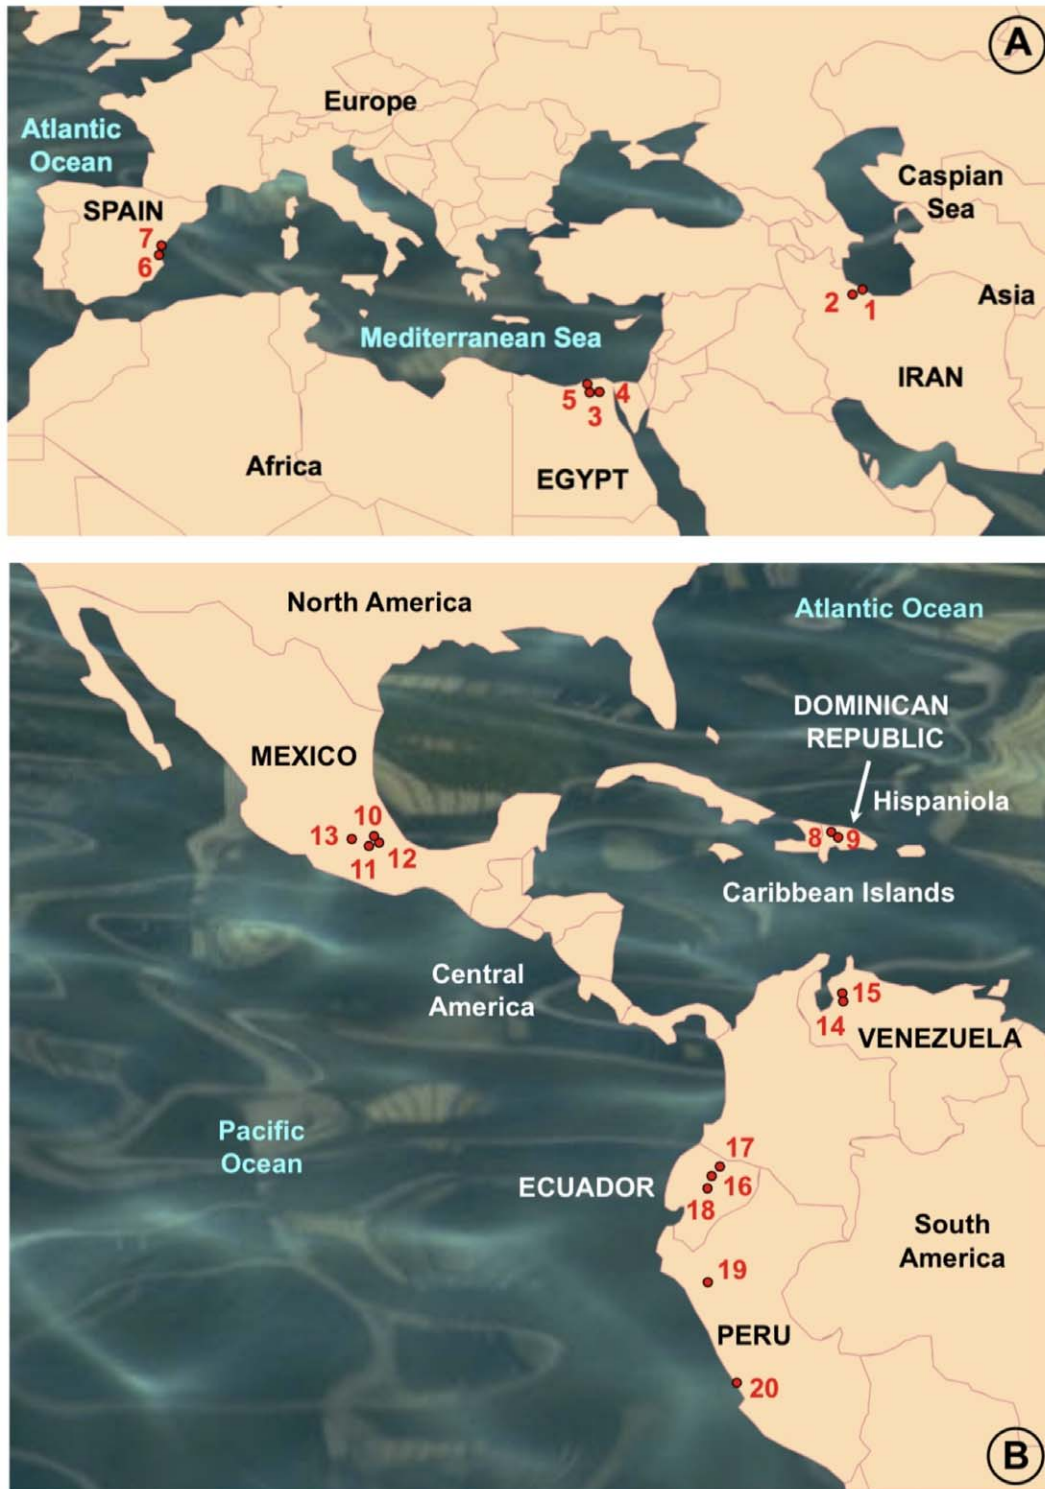 A
Europe
Atlantic
Ocean
SPAIN
7
6
Caspian
Sea
Asia
2
1
Mediterranean Sea
IRAN
5
3
4
Africa
EGYPT
North America
Atlantic Ocean
DOMINICAN
REPUBLIC
MEXICO
Hispaniola
10
13
11
12
8
9
Caribbean Islands
Central
America
15
14
VENEZUELA
Pacific
Ocean
17
ECUADOR
16
18
South
America
19
PERU
20
B